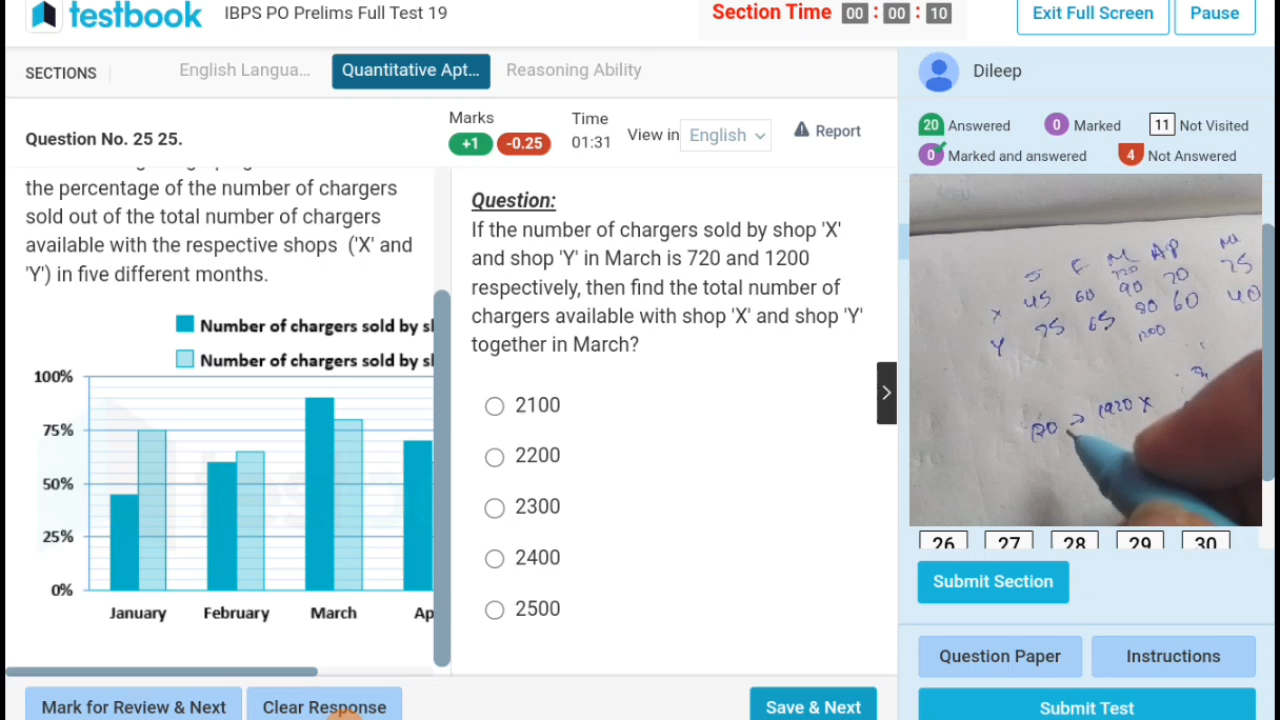 testbook
IBPS PO Prelims Full Test 19
Section Time 00 : 00 : 10
Exit Full Screen
Pause
SECTIONS
English Langua...
Quantitative Apt...
Reasoning Ability
Dileep
Question No. 25 25.
Marks
+1 -0.25
Time
01:31
View in English
Report
20 Answered
0 Marked
11 Not Visited
0 Marked and answered
4 Not Answered
the percentage of the number of chargers
sold out of the total number of chargers
available with the respective shops ('X' and
'Y') in five different months.
Number of chargers sold by sl
Number of chargers sold by sl
100%
75%
50%
25%
0%
January February March Ap
Question:
If the number of chargers sold by shop 'X'
and shop 'Y' in March is 720 and 1200
respectively, then find the total number of
chargers available with shop 'X' and shop 'Y'
together in March?
2100
2200
2300
2400
2500
J F M AP
720
X 45 60 90 70 75
Y 75 65 80 60 40
1200
1920 X
26 27 28 29 30
Submit Section
Question Paper
Instructions
Mark for Review & Next
Clear Response
Save & Next
Submit Test